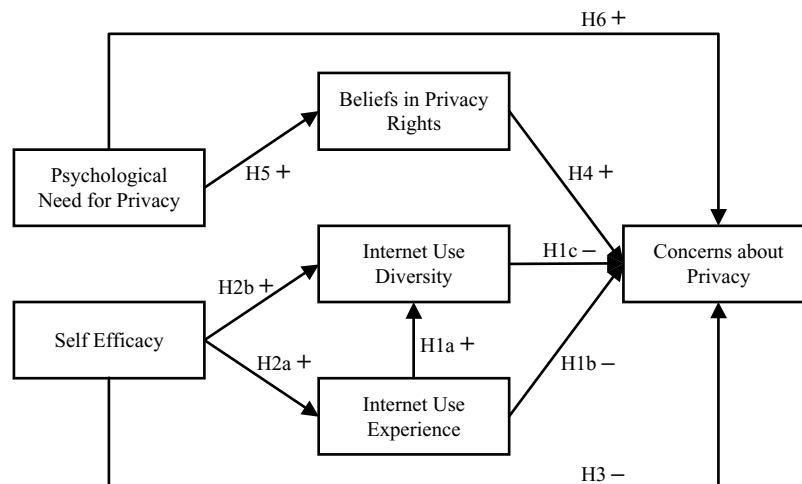 H6 +
Beliefs in Privacy
Rights
Psychological
Need for Privacy
H5 +
H4 +
Internet Use
Diversity
H1c –
Concerns about
Privacy
H2b +
Self Efficacy
H1a +
H2a +
H1b –
Internet Use
Experience
H3 –